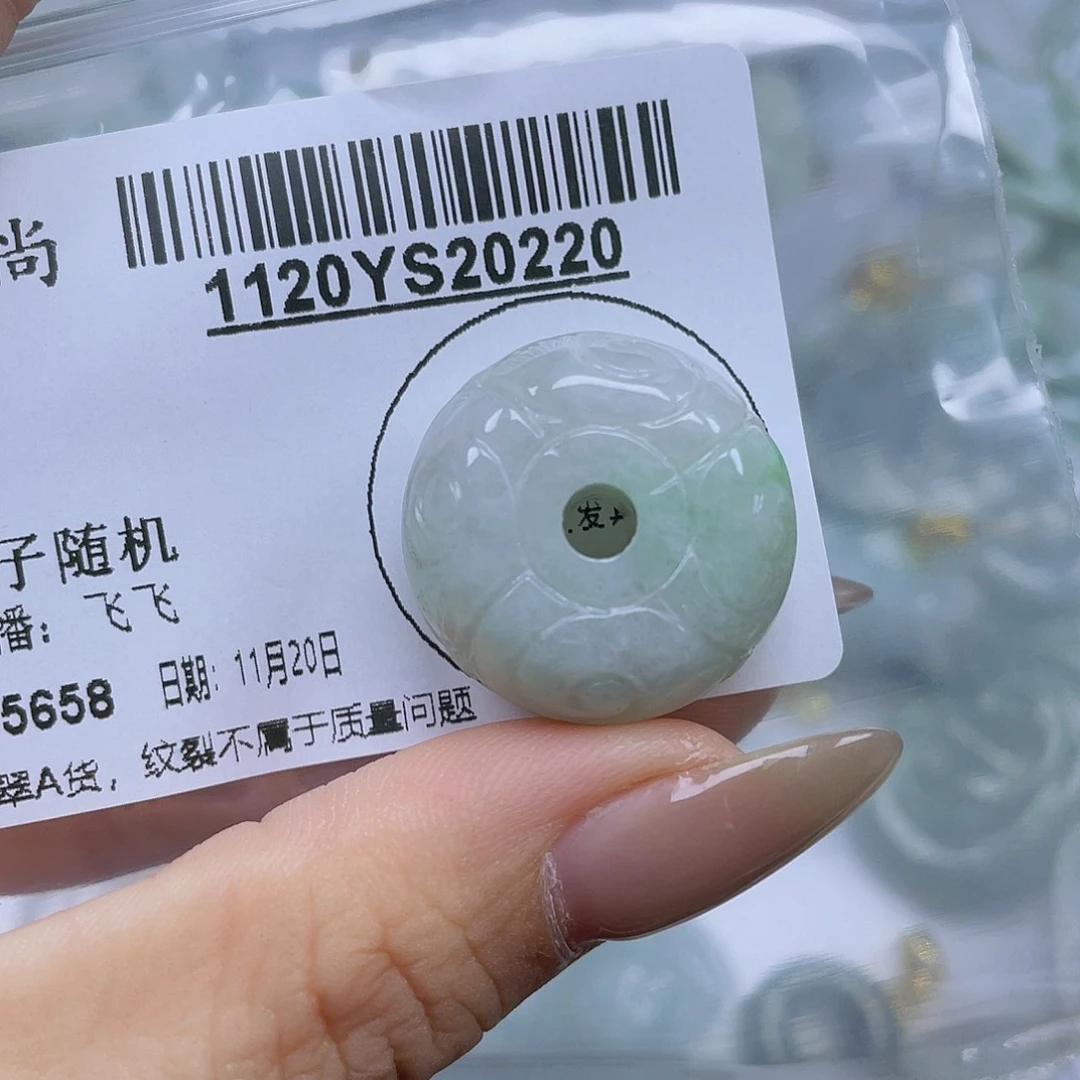 1120YS20220
尚
发
子随机
播: 飞飞
5658 日期: 11月20日
翠A货, 纹裂不属于质量问题